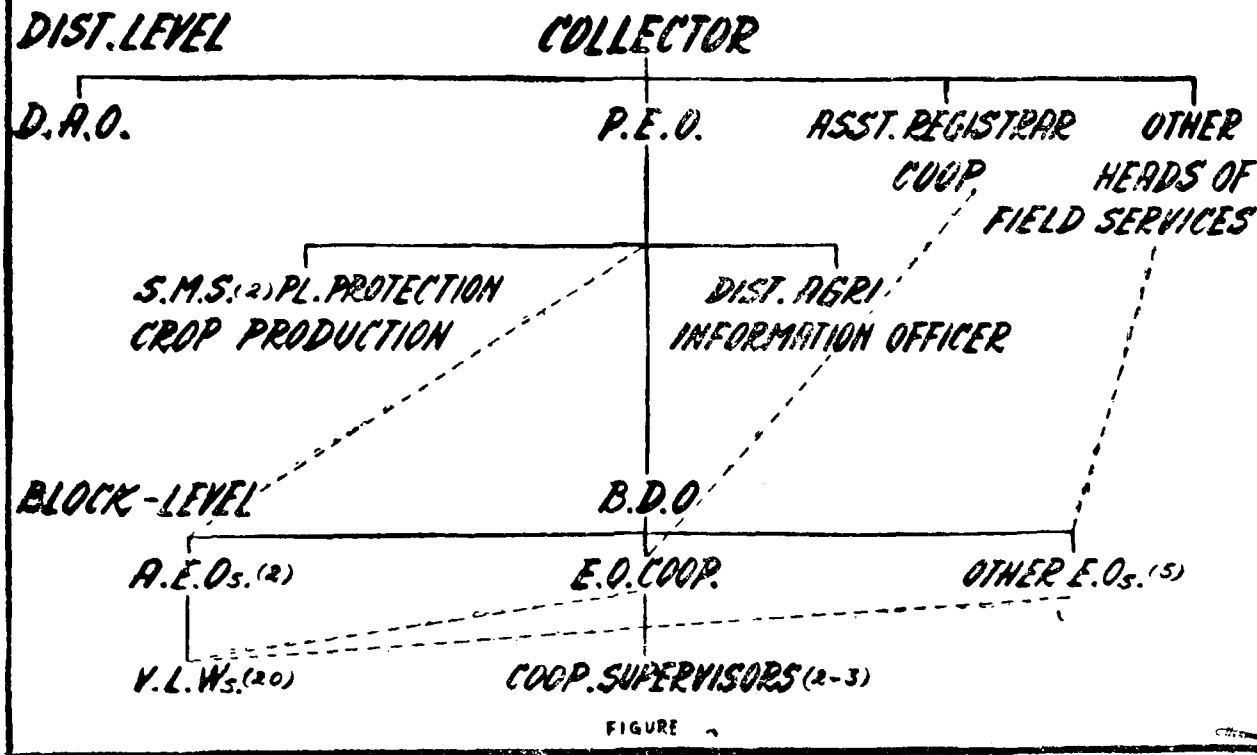 DIST. LEVEL COLLECTOR
D.A.O. P.E.O. ASST. REGISTRAR OTHER
COOP. HEADS OF
FIELD SERVICES
S.M.S.(2) PL. PROTECTION DIST. AGRI
CROP PRODUCTION INFORMATION OFFICER
BLOCK-LEVEL B.D.O
A.E.Os.(2) E.O. COOP. OTHER E.Os.(5)
V.L.Ws.(20) COOP. SUPERVISORS (2-3)
FIGURE